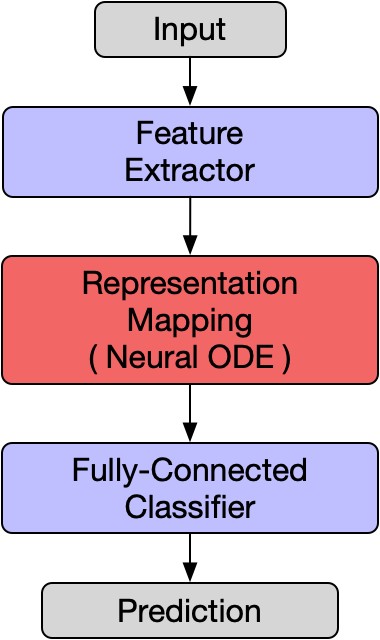 Input
Feature
Extractor
Representation
Mapping
( Neural ODE )
Fully-Connected
Classifier
Prediction